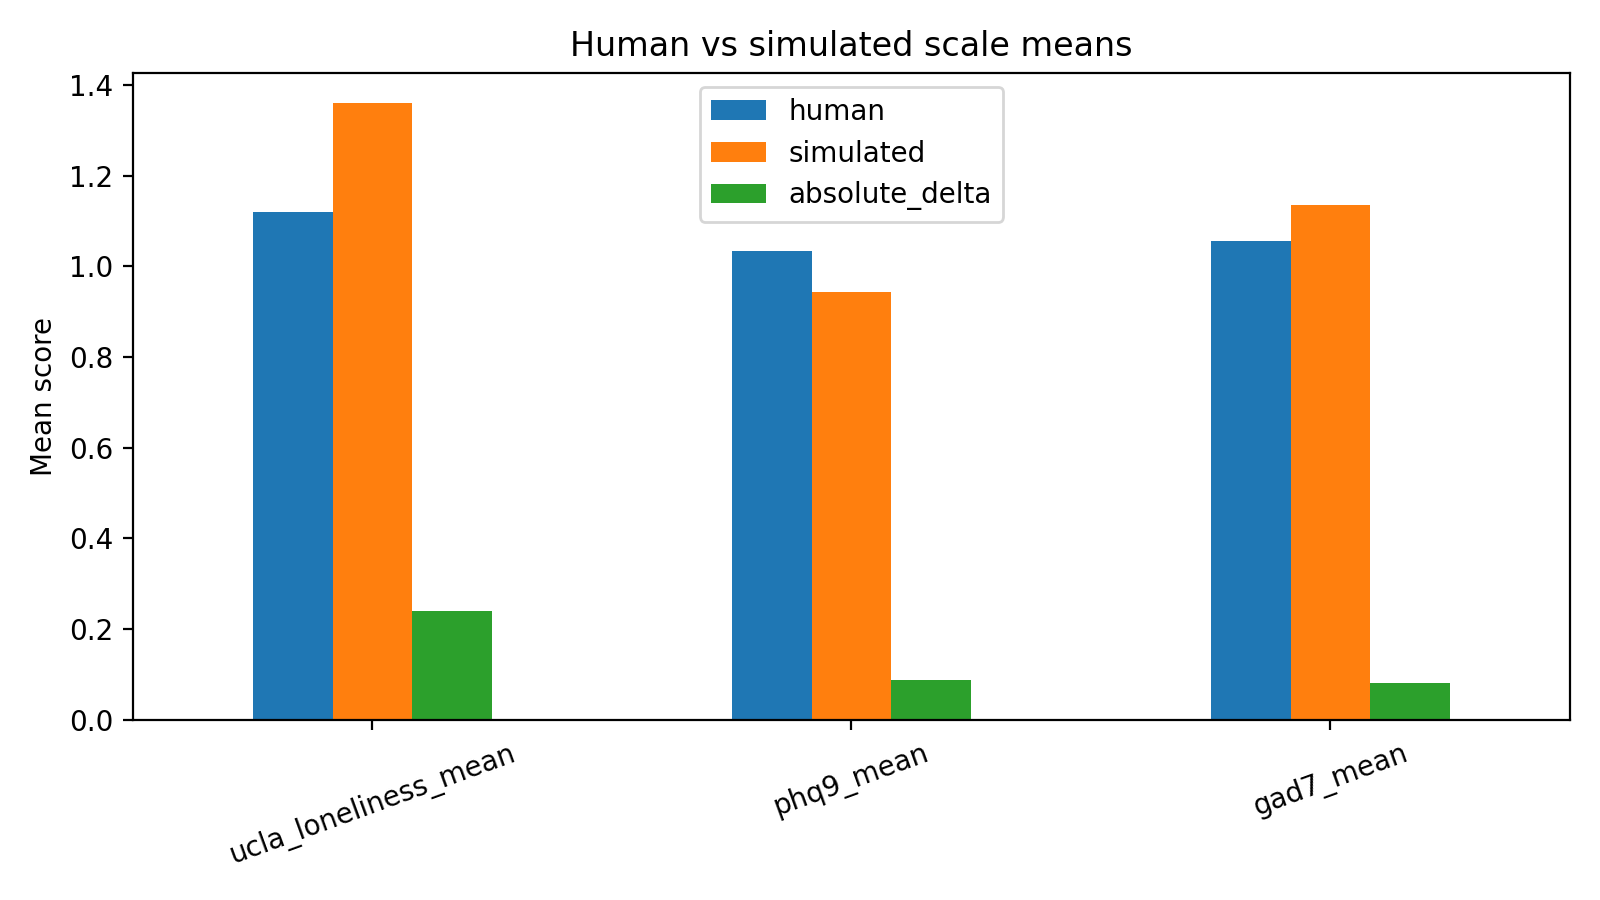 Human vs simulated scale means
human
simulated
absolute_delta
Mean score
1.4
1.2
1.0
0.8
0.6
0.4
0.2
0.0
ucla_loneliness_mean
phq9_mean
gad7_mean